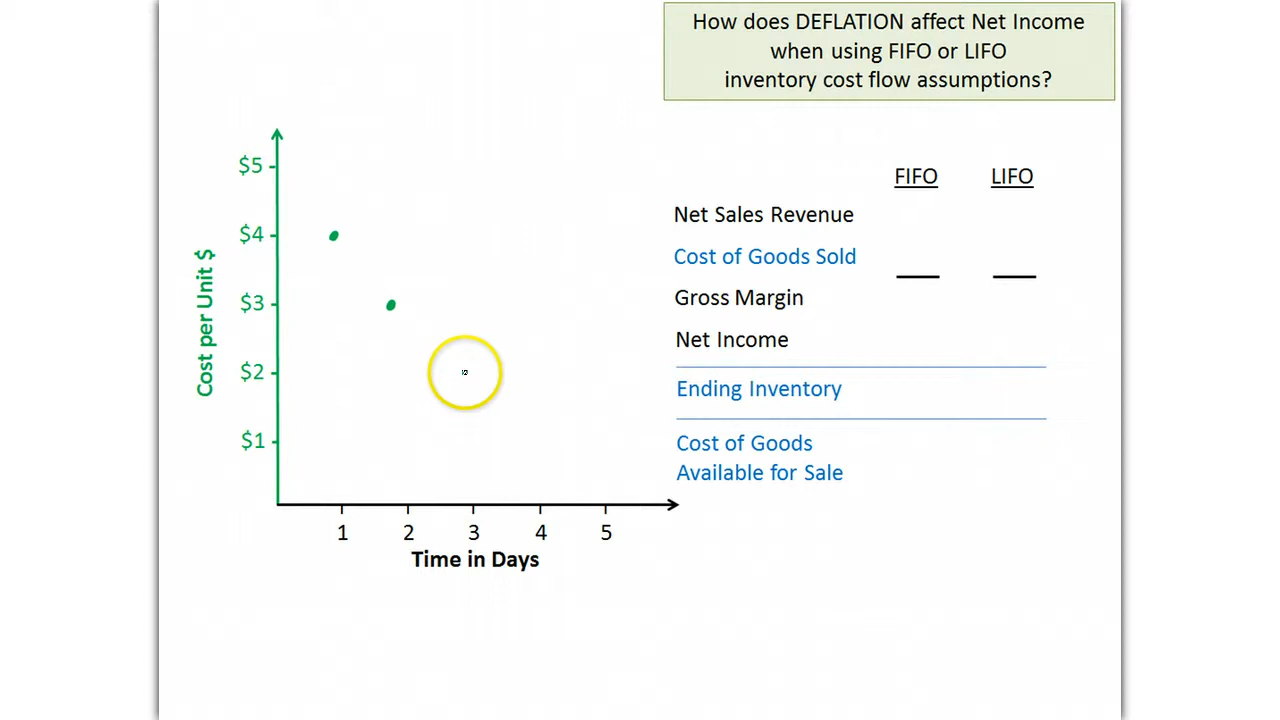 How does DEFLATION affect Net Income
when using FIFO or LIFO
inventory cost flow assumptions?
$5
$4
$3
$2
$1
Cost per Unit $
1 2 3 4 5
Time in Days
FIFO LIFO
Net Sales Revenue
Cost of Goods Sold
Gross Margin
Net Income
Ending Inventory
Cost of Goods
Available for Sale